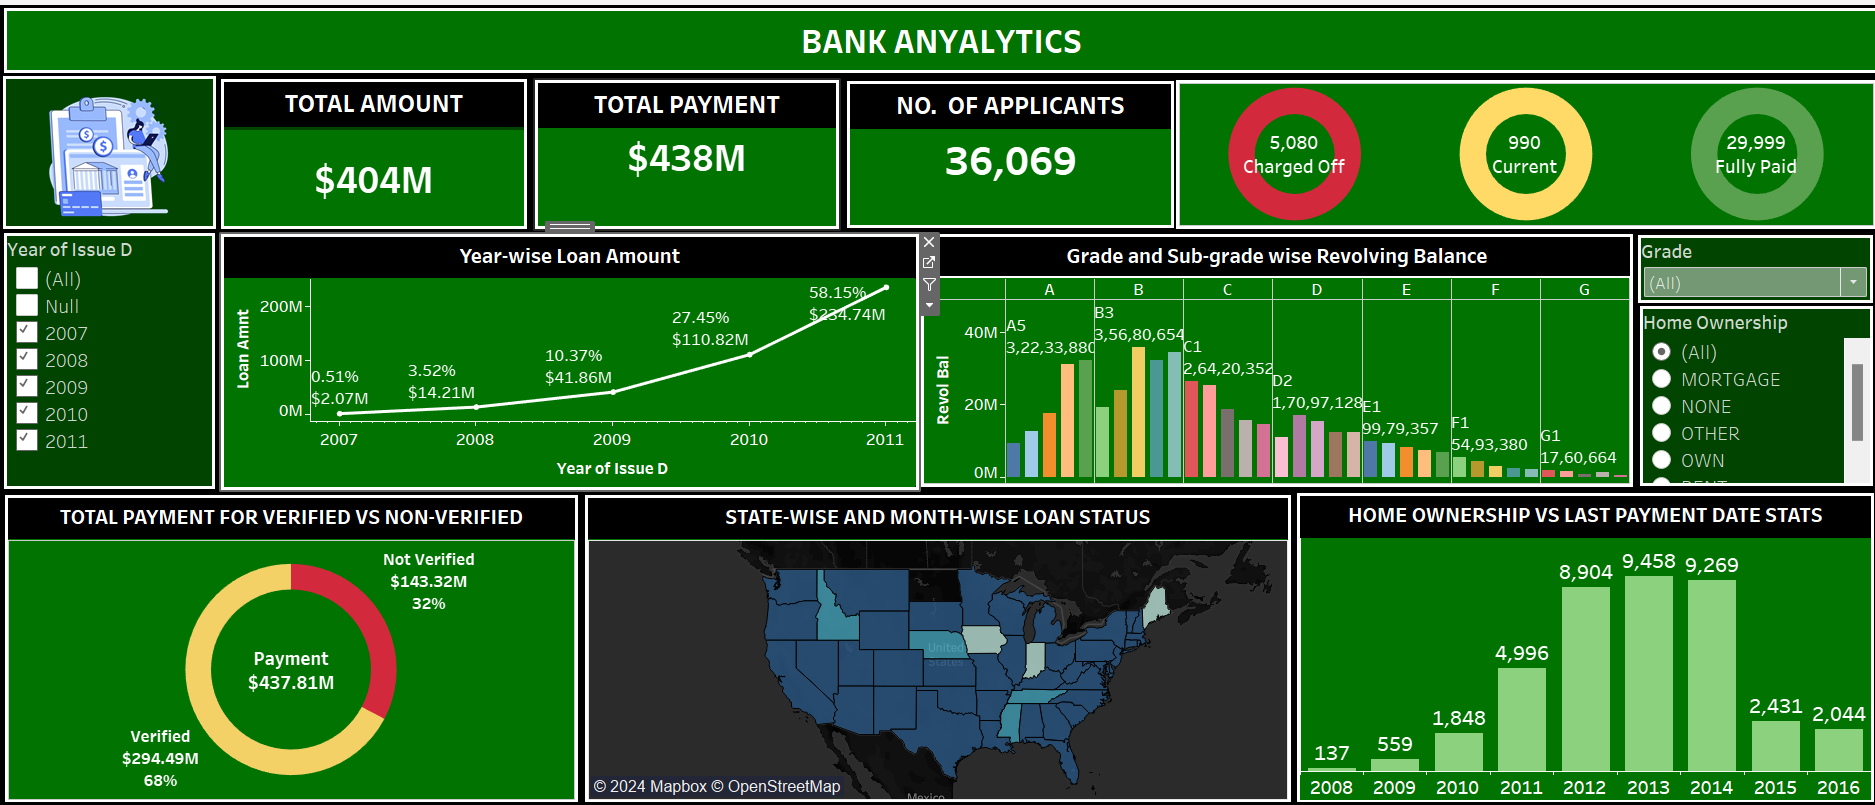 BANK ANYALYTICS
TOTAL AMOUNT
$404M
TOTAL PAYMENT
$438M
NO.  OF APPLICANTS
36,069
5,080
Charged Off
990
Current
29,999
Fully Paid
Year of Issue D
(All)
Null
2007
2008
2009
2010
2011
Year-wise Loan Amount
Loan Amnt
200M
100M
0M
0.51%
$2.07M
3.52%
$14.21M
10.37%
$41.86M
27.45%
$110.82M
58.15%
$234.74M
2007
2008
2009
2010
2011
Year of Issue D
Grade and Sub-grade wise Revolving Balance
A
B
C
D
E
F
G
Revol Bal
40M
20M
0M
A5
3,22,33,880
B3
3,56,80,654
C1
2,64,20,352
D2
1,70,97,128
E1
99,79,357
F1
54,93,380
G1
17,60,664
Grade
(All)
Home Ownership
(All)
MORTGAGE
NONE
OTHER
OWN
TOTAL PAYMENT FOR VERIFIED VS NON-VERIFIED
Not Verified
$143.32M
32%
Payment
$437.81M
Verified
$294.49M
68%
STATE-WISE AND MONTH-WISE LOAN STATUS
United
States
Mexico
© 2024 Mapbox © OpenStreetMap
HOME OWNERSHIP VS LAST PAYMENT DATE STATS
137
559
1,848
4,996
8,904
9,458
9,269
2,431
2,044
2008
2009
2010
2011
2012
2013
2014
2015
2016